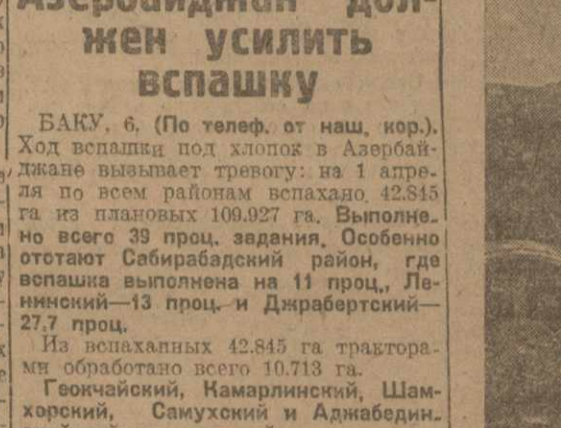 Азербайджан дол-
жен усилить
вспашку
БАКУ, 6. (По телеф. от наш. кор.).
Ход вспашки под хлопок в Азербай-
джане вызывает тревогу: на 1 апре-
ля по всем районам вспахано 42.845
га из плановых 109.927 га. Выполне-
но всего 39 проц. задания. Особенно
отстают Сабирабадский район, где
вспашка выполнена на 11 проц., Ле-
нинский—13 проц. и Джрабертский—
27,7 проц.
Из вспаханных 42.845 га трактора-
ми обработано всего 10.713 га.
Геокчайский, Камарлинский, Шам-
хорский, Самухский и Аджабедин-